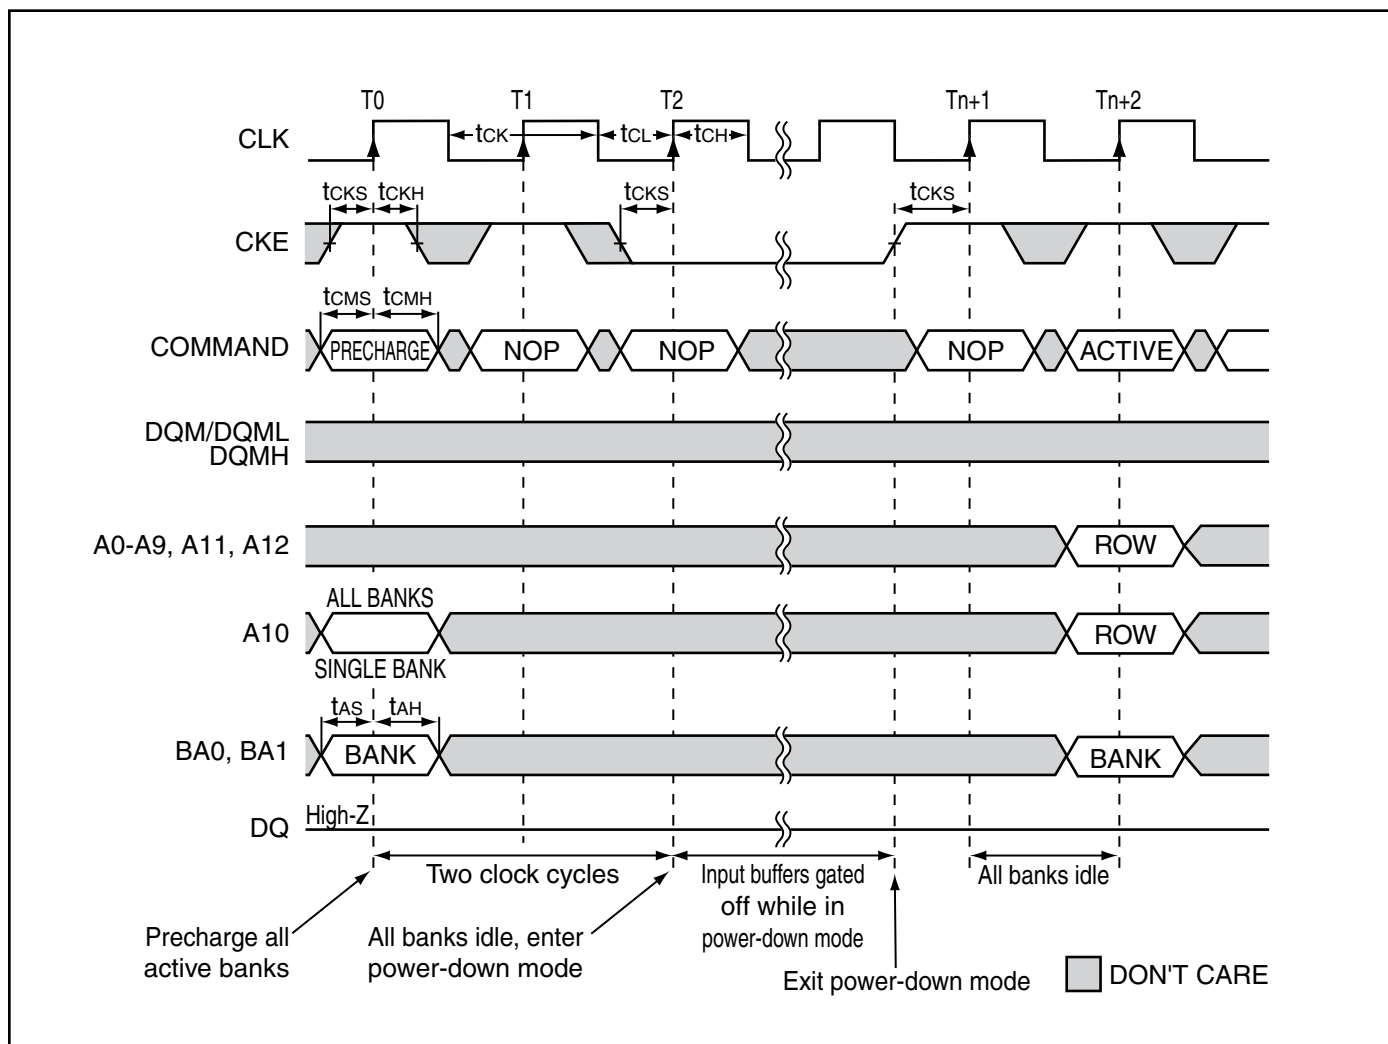 T0 T1 T2 Tn+1 Tn+2
CLK tCK tCL tCH
tCKS tCKH tCKS tCKS
CKE
tCMS tCMH
COMMAND PRECHARGE NOP NOP NOP ACTIVE
DQM/DQML
DQMH
A0-A9, A11, A12 ROW
ALL BANKS
A10 ROW
SINGLE BANK
tAS tAH
BA0, BA1 BANK BANK
High-Z
DQ
Two clock cycles
Input buffers gated
off while in
power-down mode
All banks idle
Precharge all
active banks
All banks idle, enter
power-down mode
Exit power-down mode
DON'T CARE